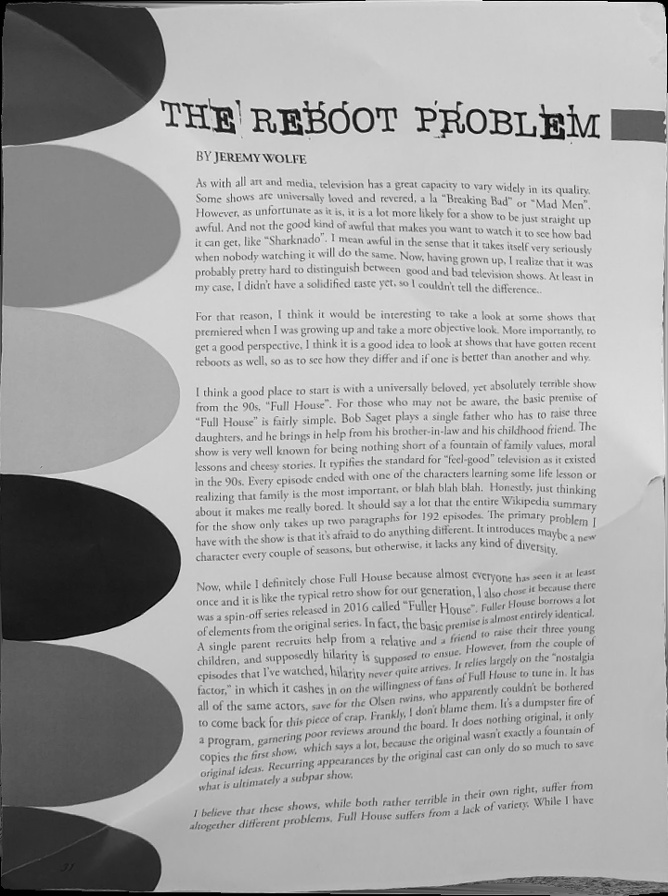 THE REBOOT PROBLEM
BY JEREMY WOLFE
As with all art and media, television has a great capacity to vary widely in its quality.
Some shows are universally loved and revered, a la "Breaking Bad" or "Mad Men".
However, as unfortunate as it is, it is a lot more likely for a show to be just straight up
awful. And not the good kind of awful that makes you want to watch it to see how bad
it can get, like "Sharknado". I mean awful in the sense that it takes itself very seriously
when nobody watching it will do the same. Now, having grown up, I realize that it was
probably pretty hard to distinguish between good and bad television shows. At least in
my case, I didn't have a solidified taste yet, so I couldn't tell the difference..
For that reason, I think it would be interesting to take a look at some shows that
premiered when I was growing up and take a more objective look. More importantly, to
get a good perspective, I think it is a good idea to look at shows that have gotten recent
reboots as well, so as to see how they differ and if one is better than another and why.
I think a good place to start is with a universally beloved, yet absolutely terrible show
from the 90s, "Full House". For those who may not be aware, the basic premise of
"Full House" is fairly simple. Bob Saget plays a single father who has to raise three
daughters, and he brings in help from his brother-in-law and his childhood friend. The
show is very well known for being nothing short of a fountain of family values, moral
lessons and cheesy stories. It typifies the standard for "feel-good" television as it existed
in the 90s. Every episode ended with one of the characters learning some life lesson or
realizing that family is the most important, or blah blah blah. Honestly, just thinking
about it makes me really bored. It should say a lot that the entire Wikipedia summary
for the show only takes up two paragraphs for 192 episodes. The primary problem I
have with the show is that it's afraid to do anything different. It introduces maybe a new
character every couple of seasons, but otherwise, it lacks any kind of diversity.
Now, while I definitely chose Full House because almost everyone has seen it at least
once and it is like the typical retro show for our generation, I also chose it because there
was a spin-off series released in 2016 called "Fuller House". Fuller House borrows a lot
of elements from the original series. In fact, the basic premise is almost entirely identical.
A single parent recruits help from a relative and a friend to raise their three young
children, and supposedly hilarity is supposed to ensue. However, from the couple of
episodes that I've watched, hilarity never quite arrives. It relies largely on the "nostalgia
factor," in which it cashes in on the willingness of fans of Full House to tune in. It has
all of the same actors, save for the Olsen twins, who apparently couldn't be bothered
to come back for this piece of crap. Frankly, I don't blame them. It's a dumpster fire of
a program, garnering poor reviews around the board. It does nothing original, it only
copies the first show, which says a lot, because the original wasn't exactly a fountain of
original ideas. Recurring appearances by the original cast can only do so much to save
what is ultimately a subpar show.
I believe that these shows, while both rather terrible in their own right, suffer from
altogether different problems. Full House suffers from a lack of variety. While I have